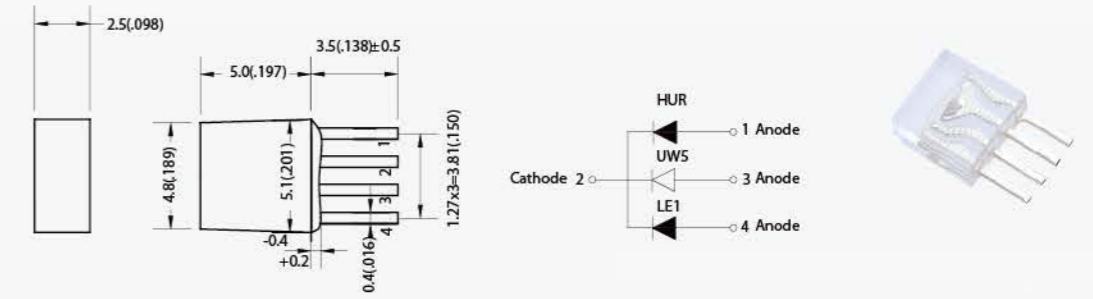 2.5(.098)
5.0(.197)
3.5(.138)±0.5
4.8(.189)
5.1(.201)
1
2
3
4
1.27x3=3.81(.150)
-0.4
+0.2
0.4(.016)
HUR
1 Anode
UW5
Cathode 2
3 Anode
LE1
4 Anode